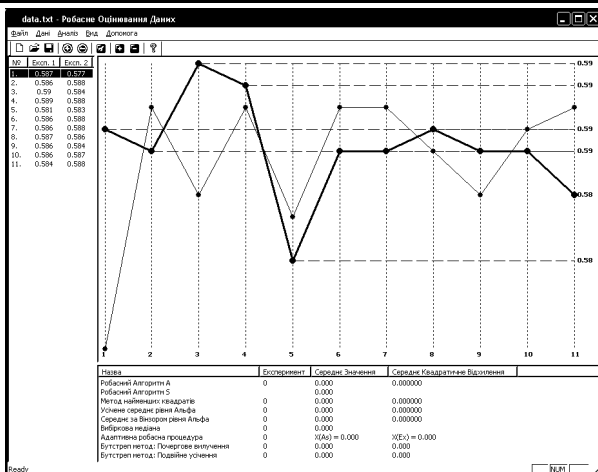 data.txt - Робасне Оцінювання Даних
Файл Дані Аналіз Вид Допомога
№ Експ. 1 Експ. 2
1. 0.587 0.577
2. 0.586 0.588
3. 0.59 0.584
4. 0.589 0.588
5. 0.581 0.583
6. 0.586 0.588
7. 0.586 0.588
8. 0.587 0.586
9. 0.586 0.584
10. 0.586 0.587
11. 0.584 0.588
0.59
0.59
0.59
0.59
0.58
0.58
1 2 3 4 5 6 7 8 9 10 11
Назва Експеримент Середнє Значення Середнє Квадратичне Відхилення
Робасний Алгоритм А 0 0.000 0.000000
Робасний Алгоритм S 0.000
Метод найменших квадратів 0 0.000 0.000000
Усічене середнє рівня Альфа 0 0.000 0.000000
Середнє за Вінзором рівня Альфа 0 0.000 0.000000
Вибіркова медіана 0 0.000
Адаптивна робасна процедура 0 X(As) = 0.000 X(Ex) = 0.000
Бутстреп метод: Почергове вилучення 0 0.000 0.000
Бутстреп метод: Подвійне усічення 0 0.000 0.000
Ready NUM